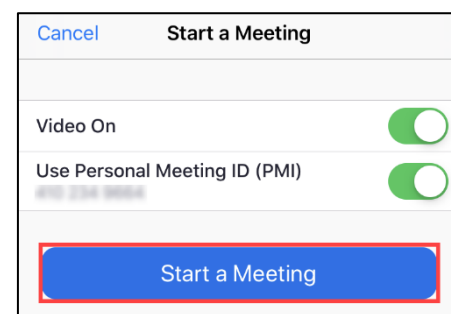 Cancel Start a Meeting
Video On
Use Personal Meeting ID (PMI)
Start a Meeting